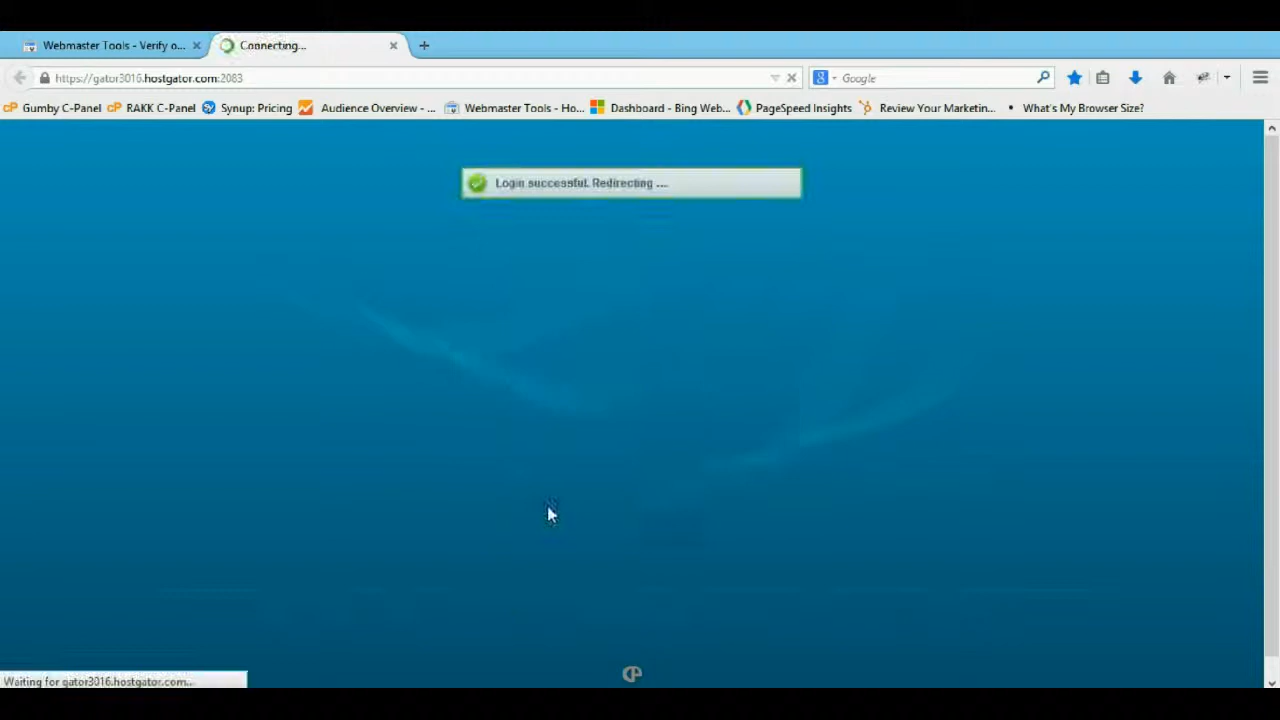 Webmaster Tools - Verify o...
Connecting...
https://gator3016.hostgator.com:2083
Google
Gumby C-Panel
RAKK C-Panel
Synup: Pricing
Audience Overview - ...
Webmaster Tools - Ho...
Dashboard - Bing Web...
PageSpeed Insights
Review Your Marketin...
What's My Browser Size?
Login successful. Redirecting ....
Waiting for gator3016.hostgator.com...